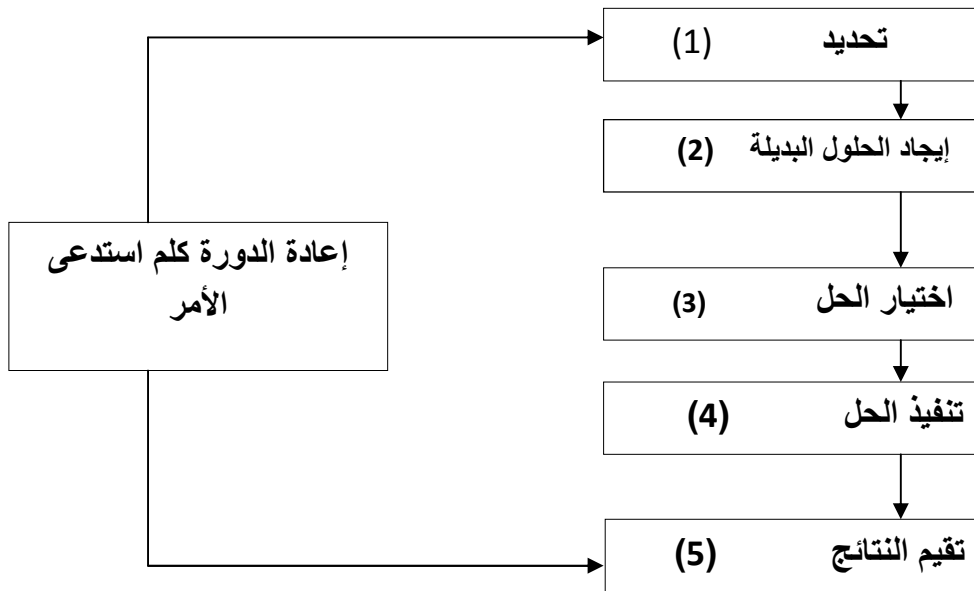 تحديد (1)
إيجاد الحلول البديلة (2)
إعادة الدورة كلم استدعى
الأمر
اختيار الحل (3)
تنفيذ الحل (4)
تقيم النتائج (5)